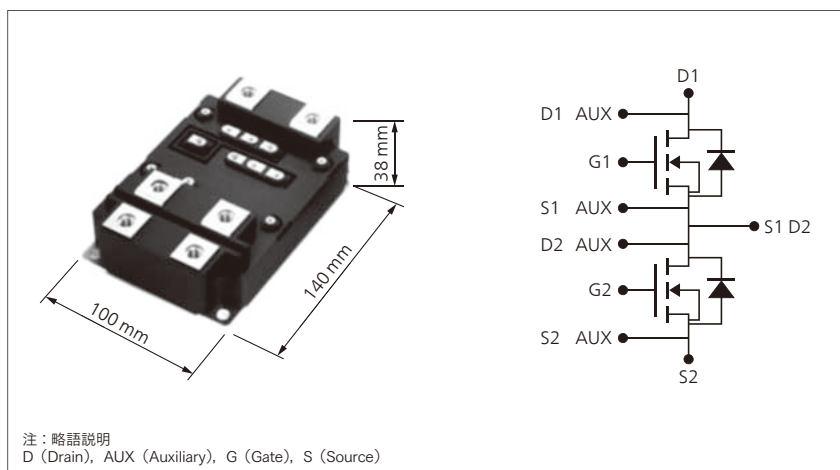 38 mm
140 mm
100 mm
D1
D1 AUX
G1
S1 AUX
S1 D2
D2 AUX
G2
S2 AUX
S2
注：略語説明
D（Drain），AUX（Auxiliary），G（Gate），S（Source）